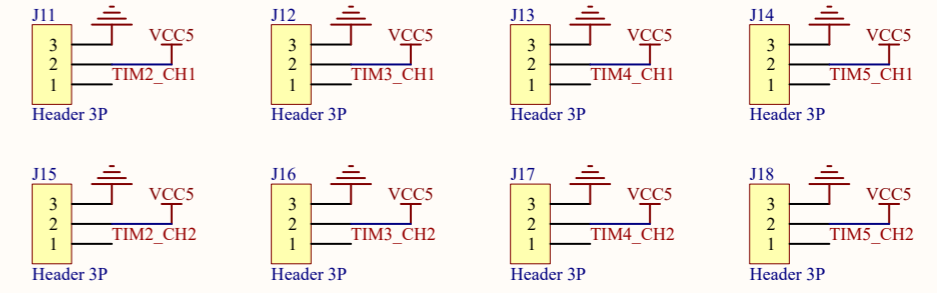 J11 J12 J13 J14
3 VCC5 3 VCC5 3 VCC5 3 VCC5
2 2 2 2
1 TIM2_CH1 1 TIM3_CH1 1 TIM4_CH1 1 TIM5_CH1
Header 3P Header 3P Header 3P Header 3P
J15 J16 J17 J18
3 VCC5 3 VCC5 3 VCC5 3 VCC5
2 2 2 2
1 TIM2_CH2 1 TIM3_CH2 1 TIM4_CH2 1 TIM5_CH2
Header 3P Header 3P Header 3P Header 3P